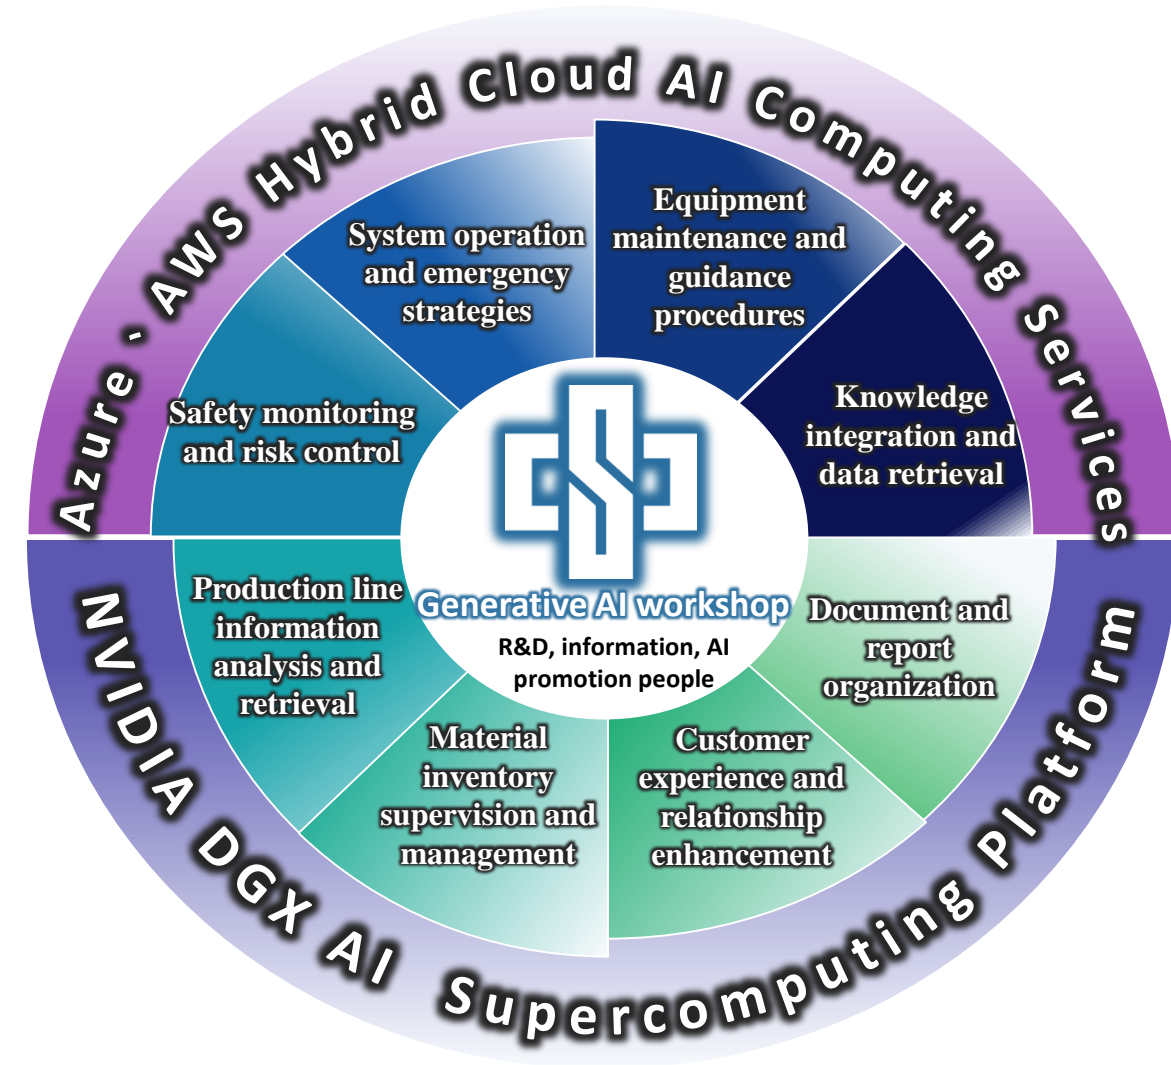 Azure - AWS Hybrid Cloud AI Computing Services
System operation
and emergency
strategies
Equipment
maintenance and
guidance
procedures
Safety monitoring
and risk control
Knowledge
integration and
data retrieval
Generative AI workshop
R&D, information, AI
promotion people
Production line
information
analysis and
retrieval
Document and
report
organization
Material
inventory
supervision and
management
Customer
experience and
relationship
enhancement
NVIDIA DGX AI Supercomputing Platform